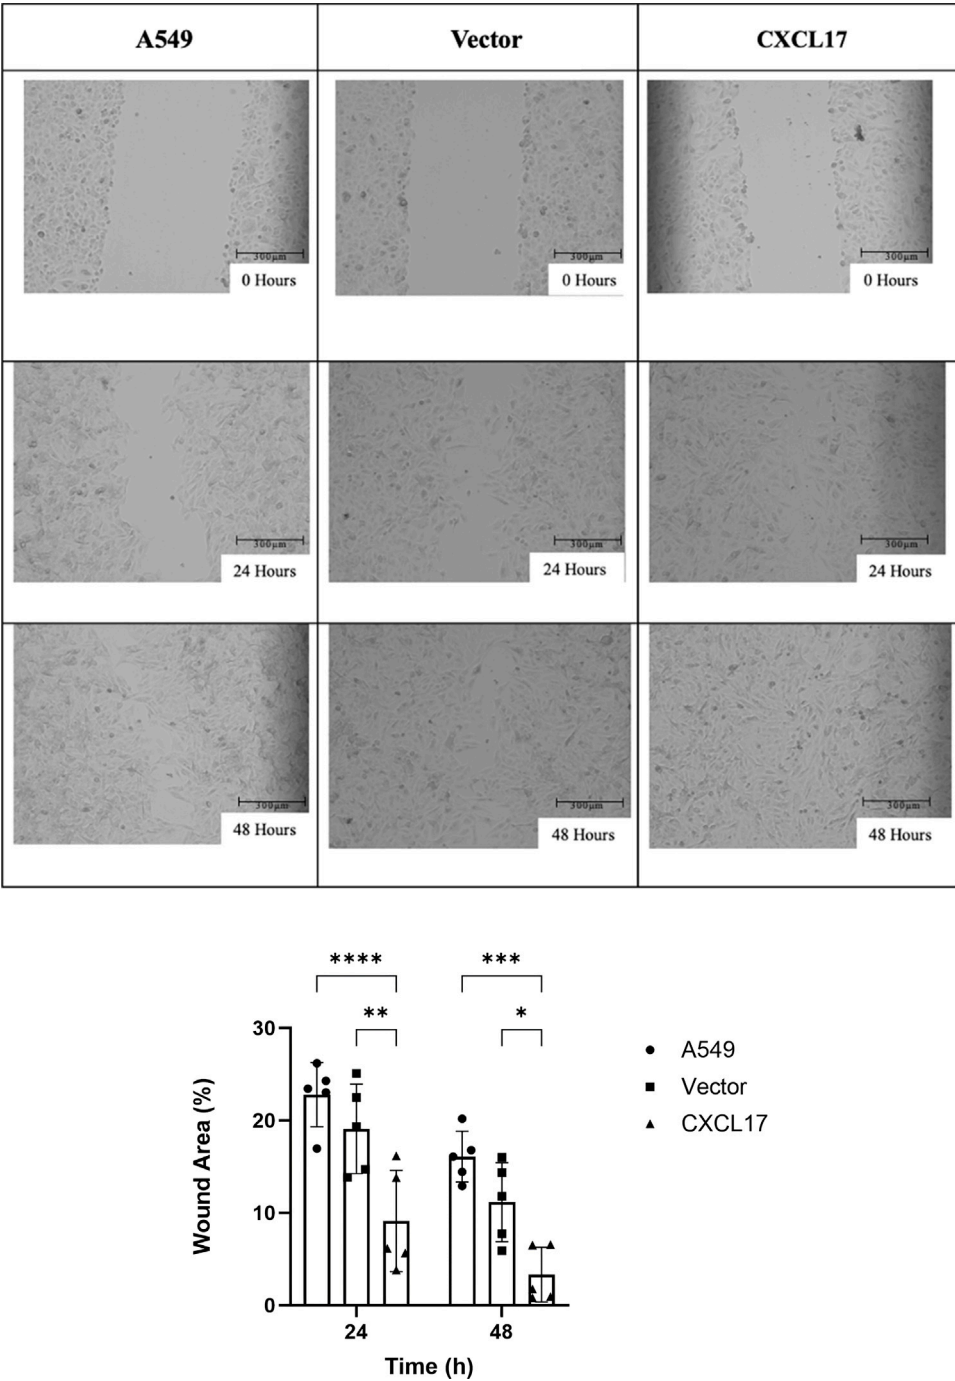 A549 Vector CXCL17
300µm 300µm 300µm
0 Hours 0 Hours 0 Hours
300µm 300µm 300µm
24 Hours 24 Hours 24 Hours
300µm 300µm 300µm
48 Hours 48 Hours 48 Hours
**** ***
** *
30
20
10
0
Wound Area (%)
24 48
Time (h)
A549
Vector
CXCL17